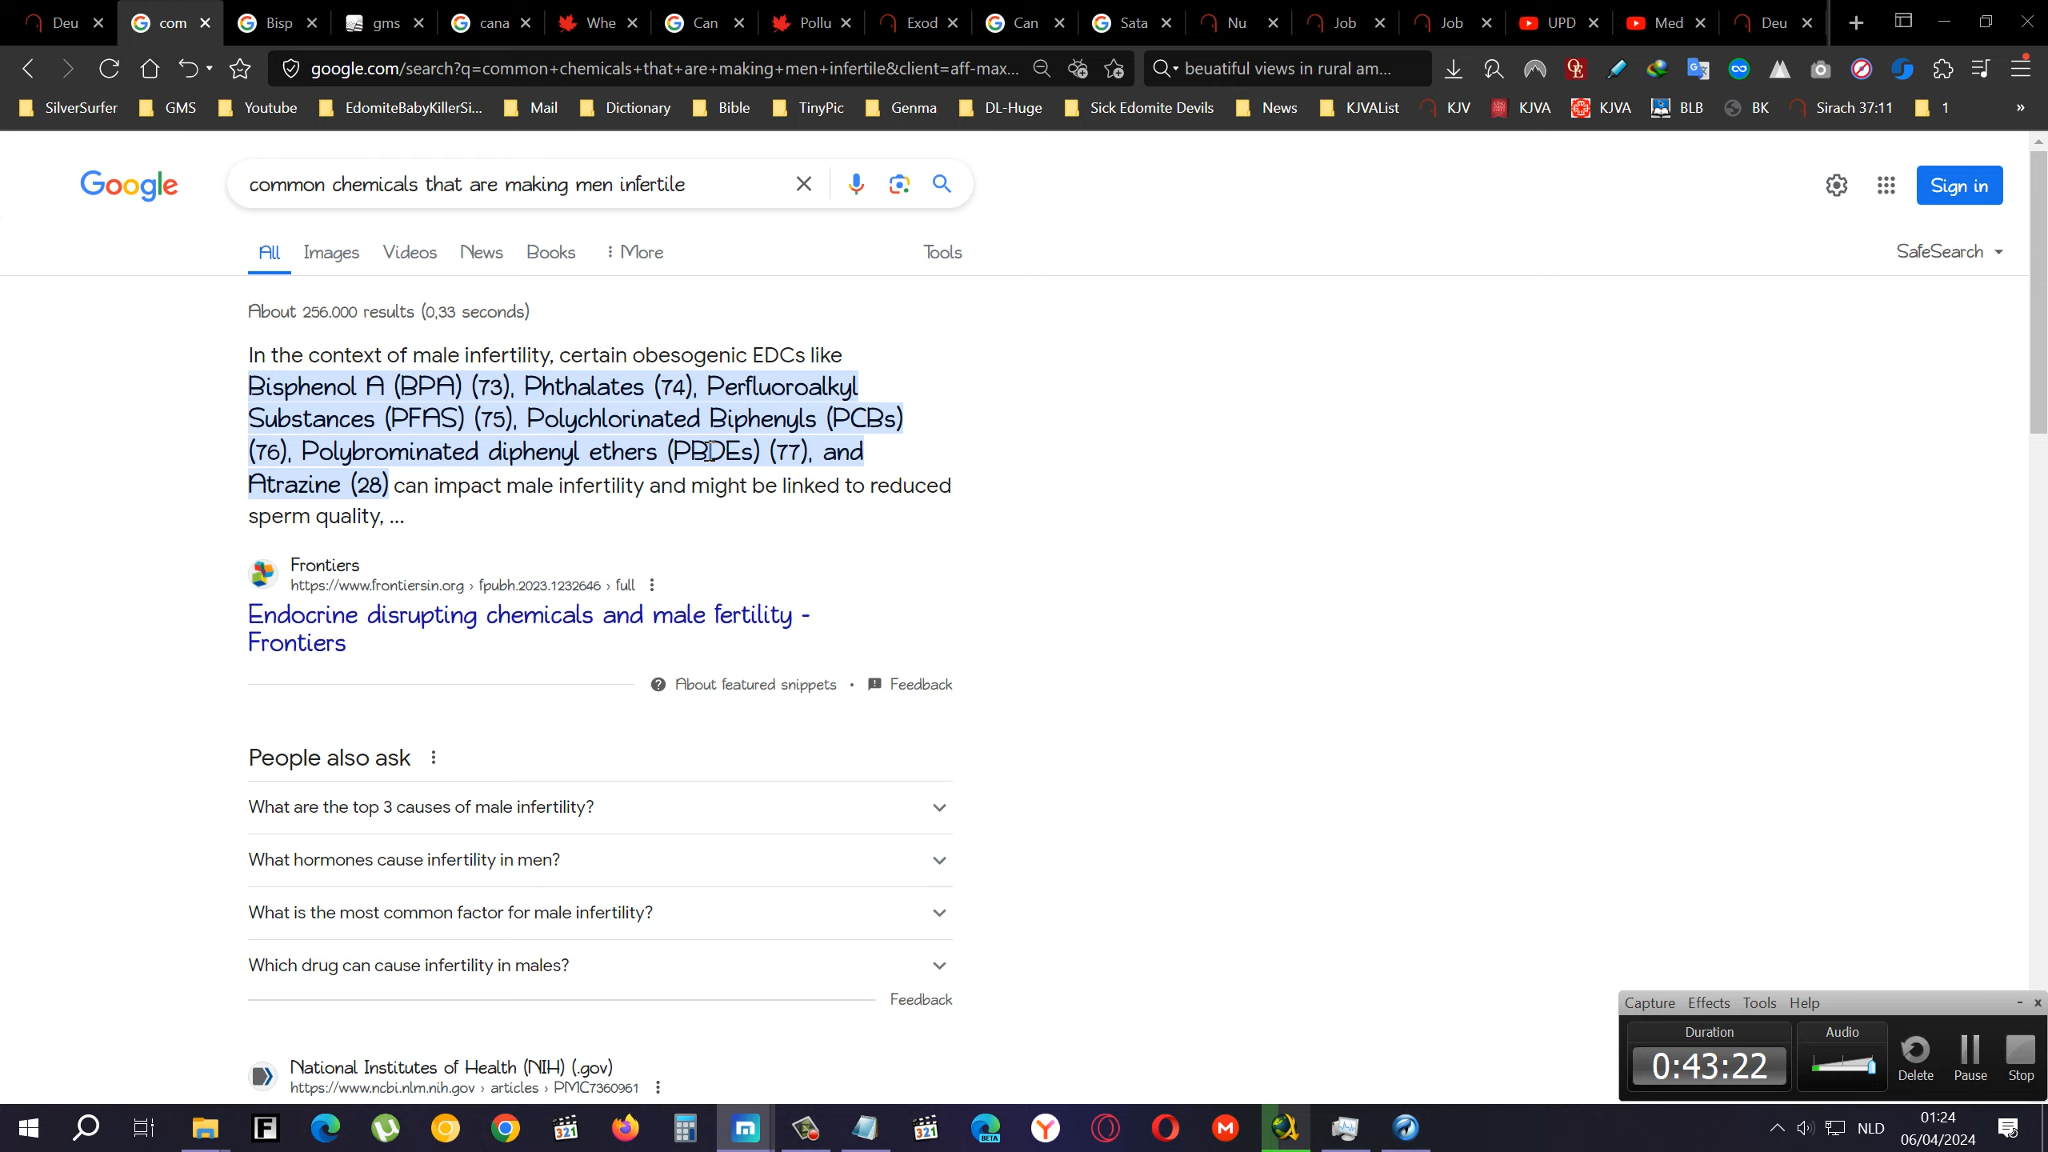 Deu
com
Bisp
gms
cana
Whe
Can
Pollu
Exod
Can
Sata
Nu
Job
Job
UPD
Med
Deu
google.com/search?q=common+chemicals+that+are+making+men+infertile&client=aff-max...
beuatiful views in rural am...
SilverSurfer
GMS
Youtube
EdomiteBabyKillerSi...
Mail
Dictionary
Bible
TinyPic
Genma
DL-Huge
Sick Edomite Devils
News
KJVAList
KJV
KJVA
KJVA
BLB
BK
Sirach 37:11
1
»
Google
common chemicals that are making men infertile
Sign in
All
Images
Videos
News
Books
More
Tools
SafeSearch
About 256.000 results (0,33 seconds)
In the context of male infertility, certain obesogenic EDCs like
Bisphenol A (BPA) (73), Phthalates (74), Perfluoroalkyl
Substances (PFAS) (75), Polychlorinated Biphenyls (PCBs)
(76), Polybrominated diphenyl ethers (PBDEs) (77), and
Atrazine (28) can impact male infertility and might be linked to reduced
sperm quality, ...
Frontiers
https://www.frontiersin.org › fpubh.2023.1232646 › full
Endocrine disrupting chemicals and male fertility -
Frontiers
About featured snippets • Feedback
People also ask
What are the top 3 causes of male infertility?
What hormones cause infertility in men?
What is the most common factor for male infertility?
Which drug can cause infertility in males?
Feedback
National Institutes of Health (NIH) (.gov)
https://www.ncbi.nlm.nih.gov › articles › PMC7360961
Capture Effects Tools Help
Duration
Audio
0:43:22
Delete
Pause
Stop
NLD
01:24
06/04/2024